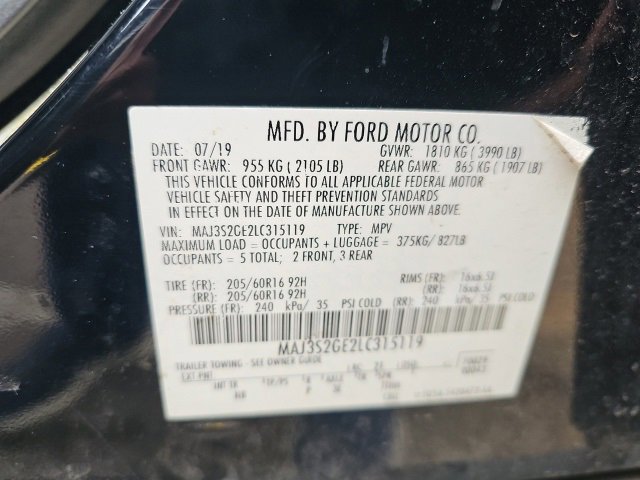 MFD. BY FORD MOTOR CO.
DATE: 07/19 GVWR: 1810 KG ( 3990 LB)
FRONT GAWR: 955 KG ( 2105 LB) REAR GAWR: 865 KG ( 1907 LB)
THIS VEHICLE CONFORMS TO ALL APPLICABLE FEDERAL MOTOR
VEHICLE SAFETY AND THEFT PREVENTION STANDARDS
IN EFFECT ON THE DATE OF MANUFACTURE SHOWN ABOVE.
VIN: MAJ3S2GE2LC315119 TYPE: MPV
MAXIMUM LOAD = OCCUPANTS + LUGGAGE = 375KG/ 827LB
OCCUPANTS = 5 TOTAL; 2 FRONT, 3 REAR
TIRE (FR): 205/60R16 92H RIMS (FR): 16x6.5J
(RR): 205/60R16 92H (RR): 16x6.5J
PRESSURE (FR): 240 kPa/ 35 PSI COLD (RR): 240 kPa/ 35 PSI COLD
MAJ3S2GE2LC315119
TRAILER TOWING - SEE OWNER GUIDE
EXT PNT: